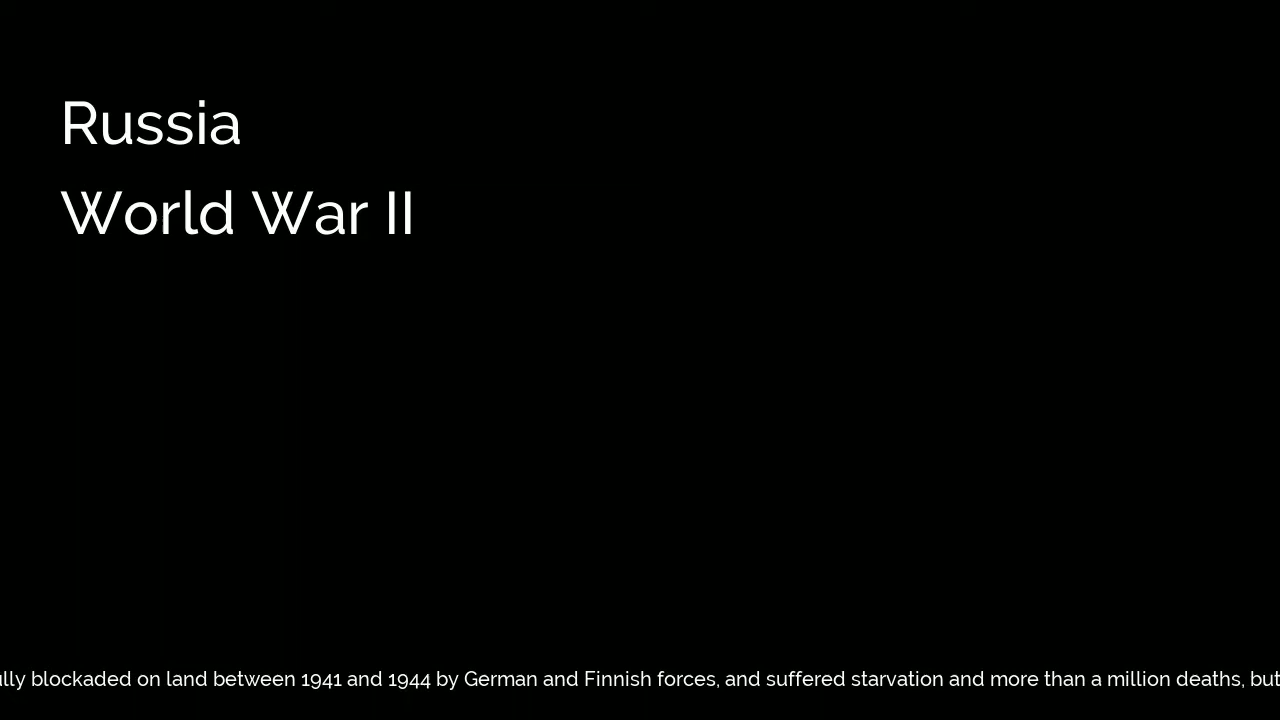 Russia
World War II
blockaded on land between 1941 and 1944 by German and Finnish forces, and suffered starvation and more than a million deaths, but